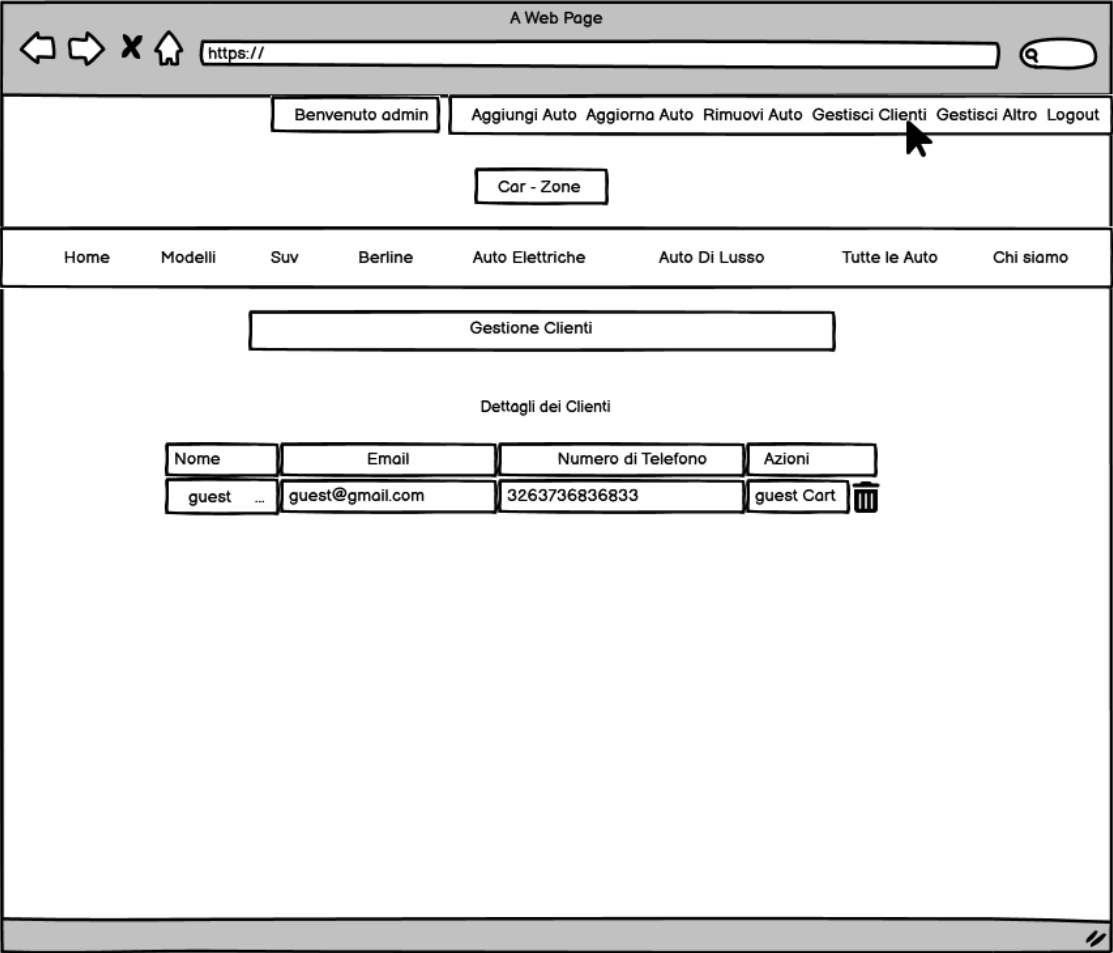 A Web Page
https://
Benvenuto admin Aggiungi Auto Aggiorna Auto Rimuovi Auto Gestisci Clienti Gestisci Altro Logout
Car - Zone
Home Modelli Suv Berline Auto Elettriche Auto Di Lusso Tutte le Auto Chi siamo
Gestione Clienti
Dettagli dei Clienti
Nome Email Numero di Telefono Azioni
guest ... guest@gmail.com 3263736836833 guest Cart